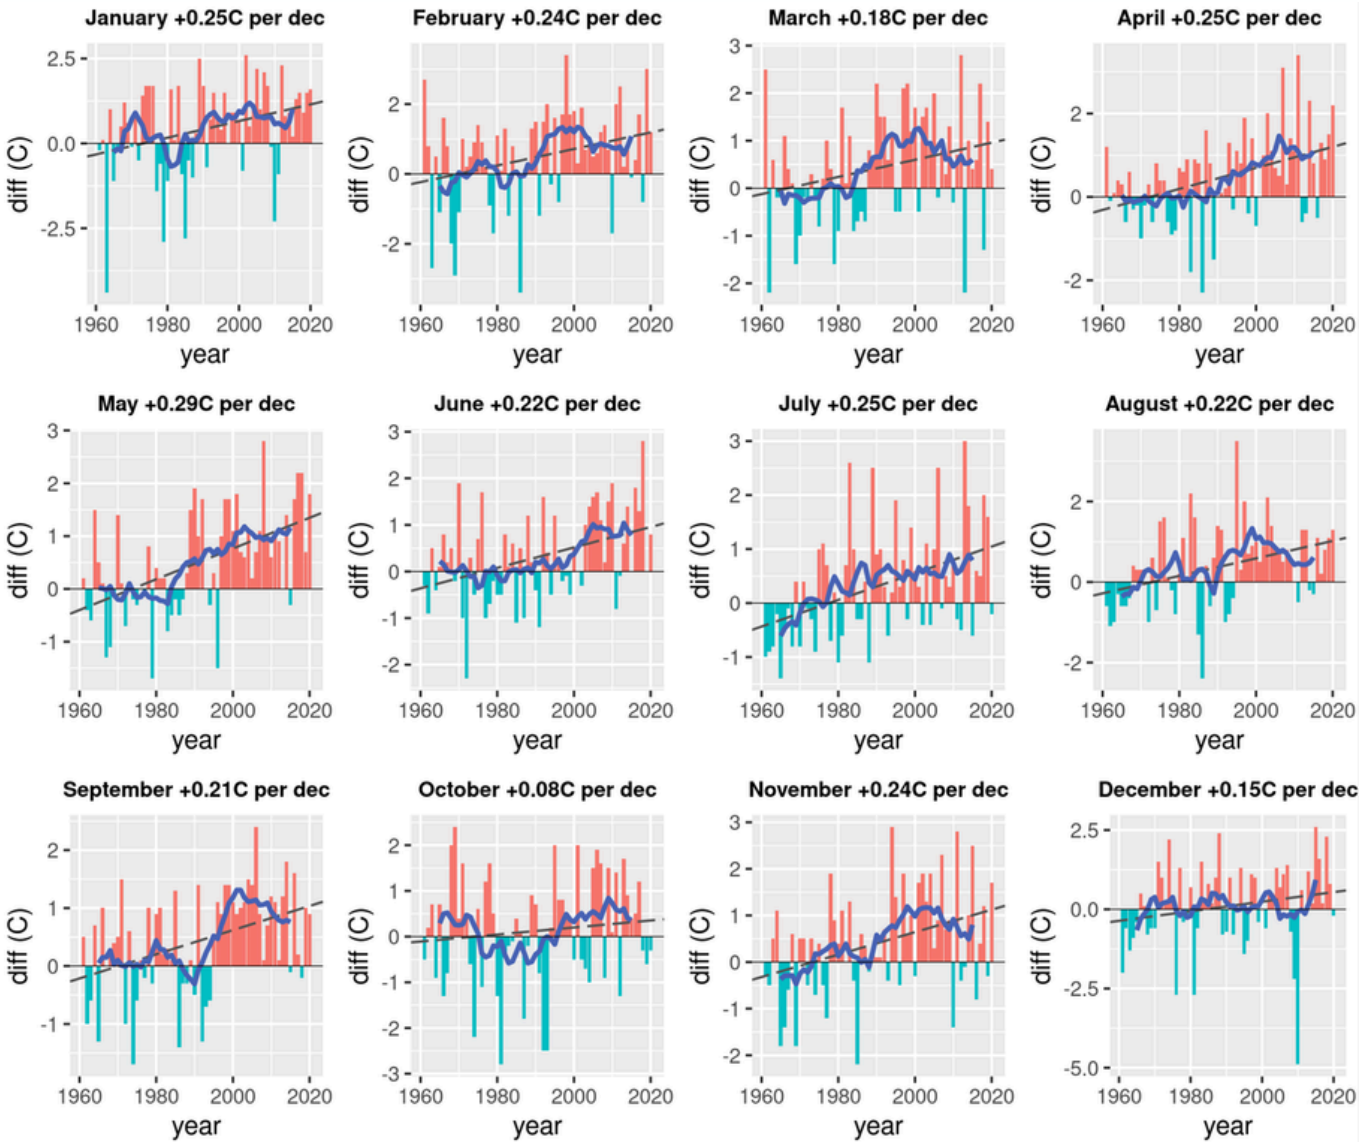 January +0.25C per dec
February +0.24C per dec
March +0.18C per dec
April +0.25C per dec
diff (C)
2.5
0.0
-2.5
1960 1980 2000 2020
year
diff (C)
2
0
-2
1960 1980 2000 2020
year
diff (C)
3
2
1
0
-1
-2
1960 1980 2000 2020
year
diff (C)
2
0
-2
1960 1980 2000 2020
year
May +0.29C per dec
June +0.22C per dec
July +0.25C per dec
August +0.22C per dec
diff (C)
3
2
1
0
-1
1960 1980 2000 2020
year
diff (C)
3
2
1
0
-1
-2
1960 1980 2000 2020
year
diff (C)
3
2
1
0
-1
1960 1980 2000 2020
year
diff (C)
2
0
-2
1960 1980 2000 2020
year
September +0.21C per dec
October +0.08C per dec
November +0.24C per dec
December +0.15C per dec
diff (C)
2
1
0
-1
1960 1980 2000 2020
year
diff (C)
2
1
0
-1
-2
-3
1960 1980 2000 2020
year
diff (C)
3
2
1
0
-1
-2
1960 1980 2000 2020
year
diff (C)
2.5
0.0
-2.5
-5.0
1960 1980 2000 2020
year